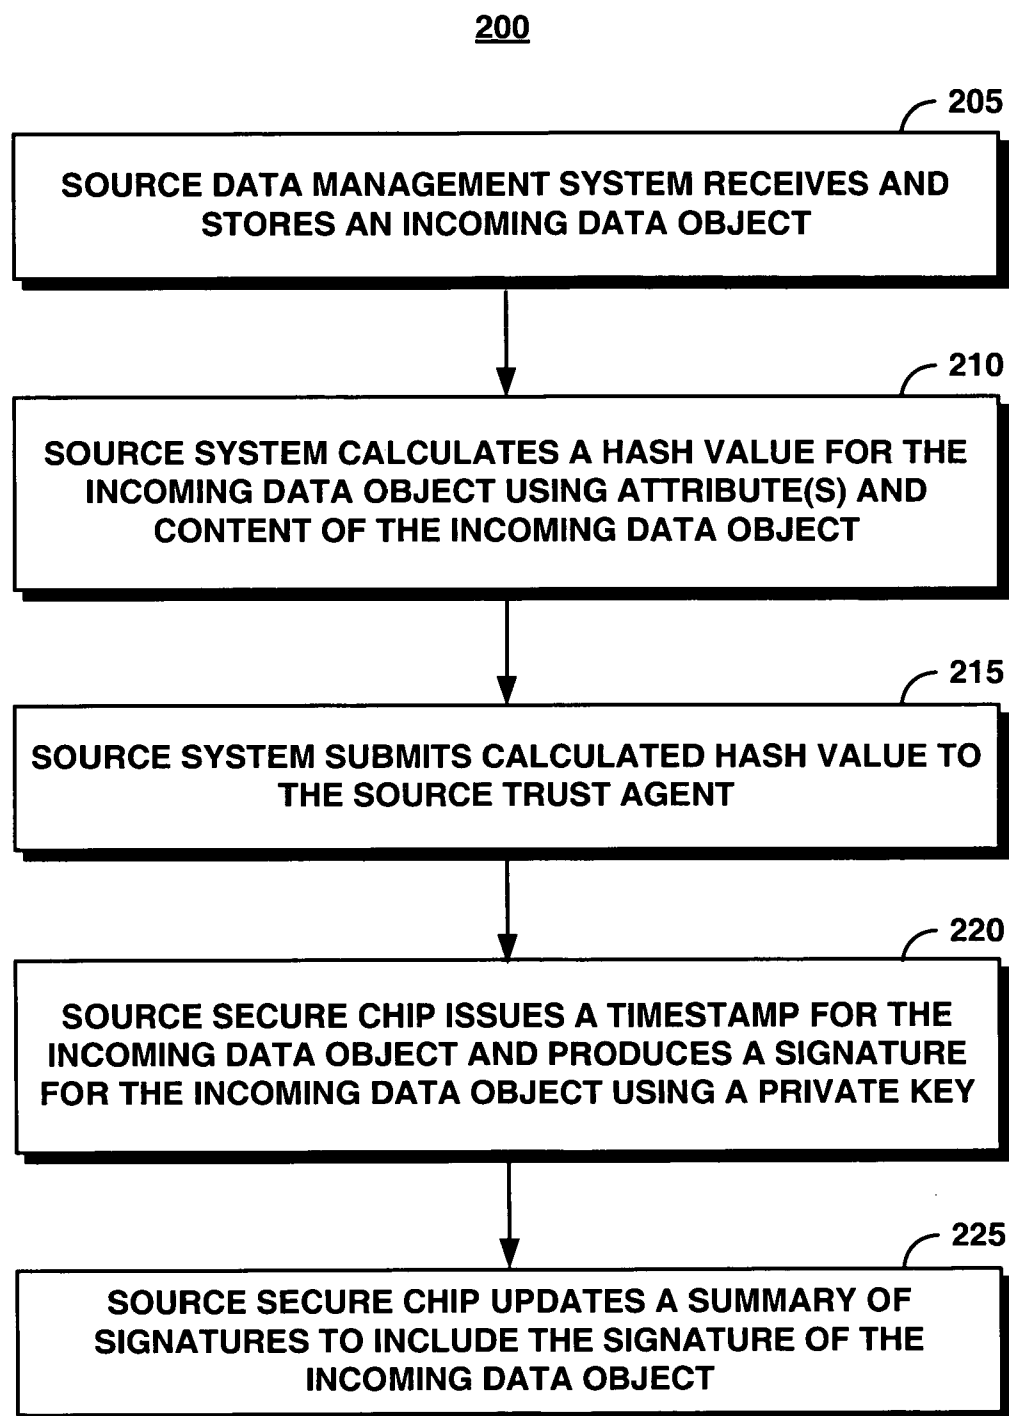 200
205
SOURCE DATA MANAGEMENT SYSTEM RECEIVES AND
STORES AN INCOMING DATA OBJECT
210
SOURCE SYSTEM CALCULATES A HASH VALUE FOR THE
INCOMING DATA OBJECT USING ATTRIBUTE(S) AND
CONTENT OF THE INCOMING DATA OBJECT
215
SOURCE SYSTEM SUBMITS CALCULATED HASH VALUE TO
THE SOURCE TRUST AGENT
220
SOURCE SECURE CHIP ISSUES A TIMESTAMP FOR THE
INCOMING DATA OBJECT AND PRODUCES A SIGNATURE
FOR THE INCOMING DATA OBJECT USING A PRIVATE KEY
225
SOURCE SECURE CHIP UPDATES A SUMMARY OF
SIGNATURES TO INCLUDE THE SIGNATURE OF THE
INCOMING DATA OBJECT